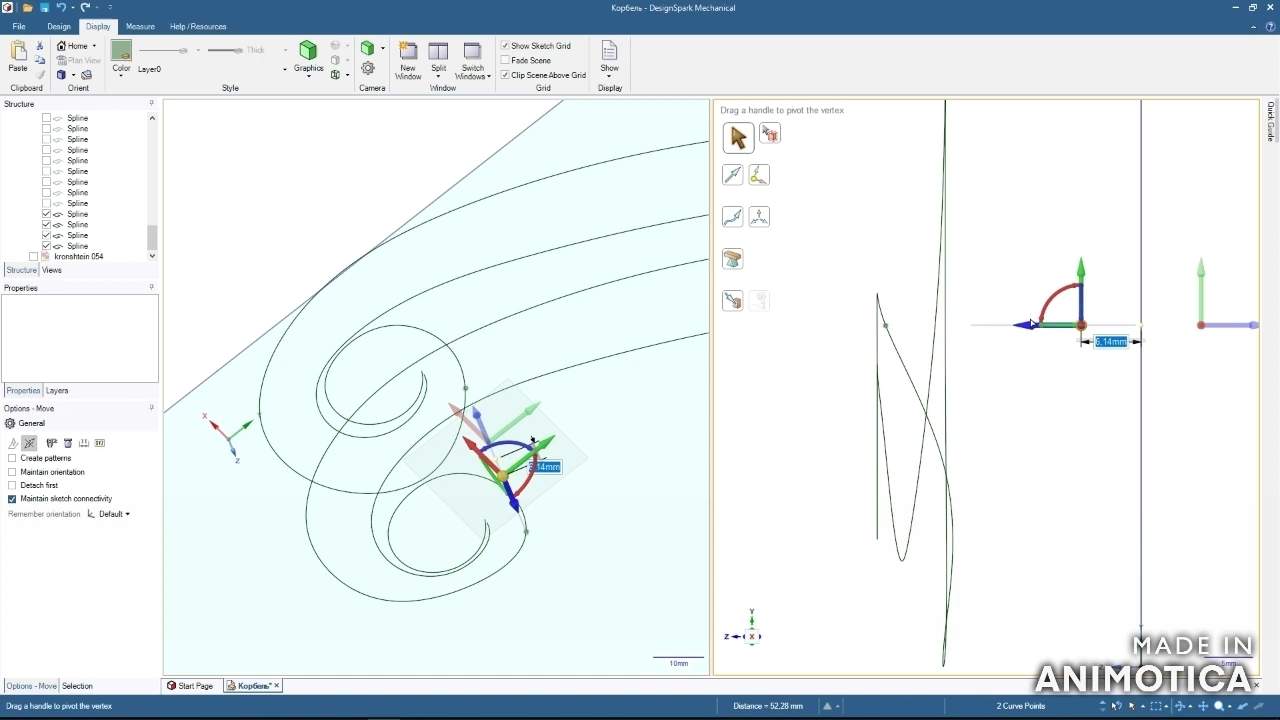 Корбель - DesignSpark Mechanical
File Design Display Measure Help / Resources
Paste
Home
Plan View
Color
Layer0
Thick
Graphics
New Window
Split
Switch Windows
Show Sketch Grid
Fade Scene
Clip Scene Above Grid
Show
Clipboard Orient Style Camera Window Grid Display
Structure
Spline
Spline
Spline
Spline
Spline
Spline
Spline
Spline
Spline
Spline
Spline
Spline
Spline
kronshtein 054
Structure Views
Properties
Properties Layers
Options - Move
General
Create patterns
Maintain orientation
Detach first
Maintain sketch connectivity
Remember orientation Default
Options - Move Selection
X
Z
10mm
Drag a handle to pivot the vertex
6.14mm
Y
Z X
5mm
Quick Guide
MADE IN
ANIMOTICA
Start Page Корбель*
Drag a handle to pivot the vertex
Distance = 52.28 mm
2 Curve Points